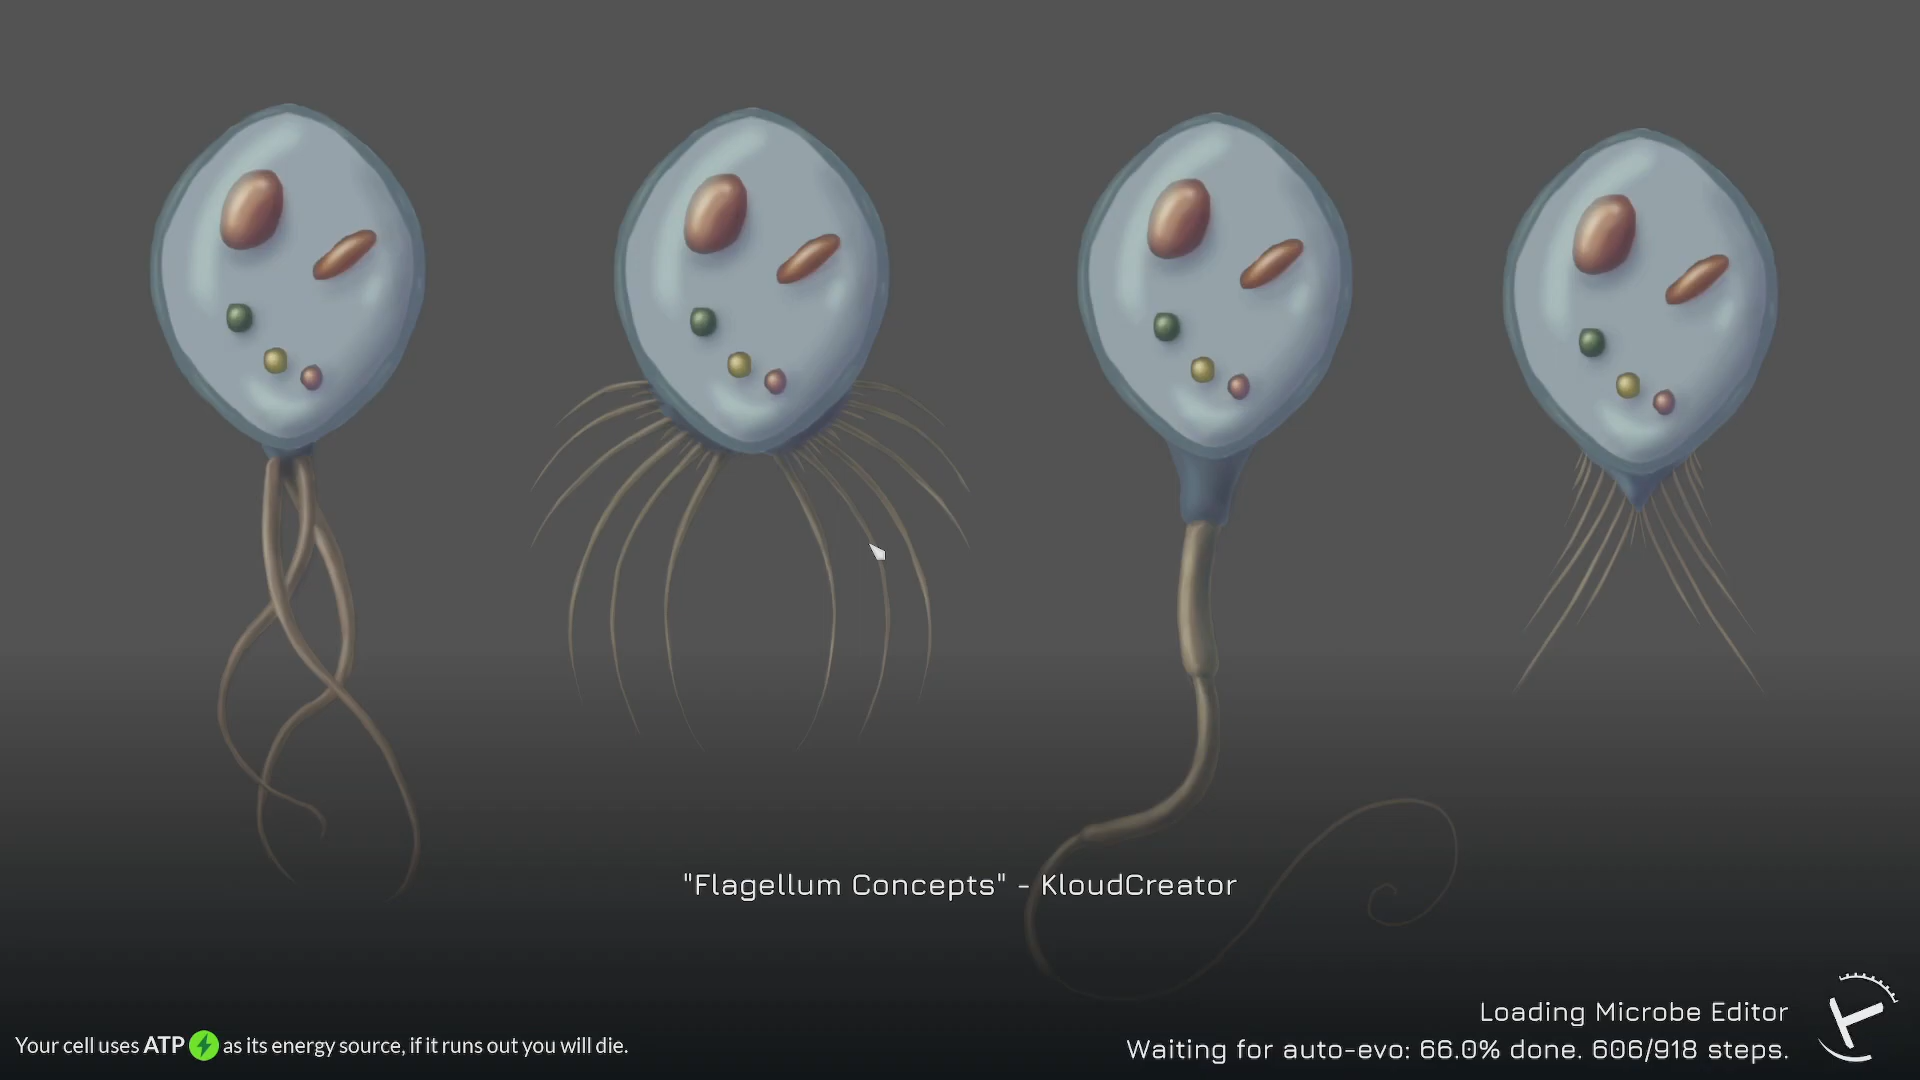 "Flagellum Concepts" - KloudCreator
Loading Microbe Editor
Your cell uses ATP as its energy source, if it runs out you will die.
Waiting for auto-evo: 66.0% done. 606/918 steps.